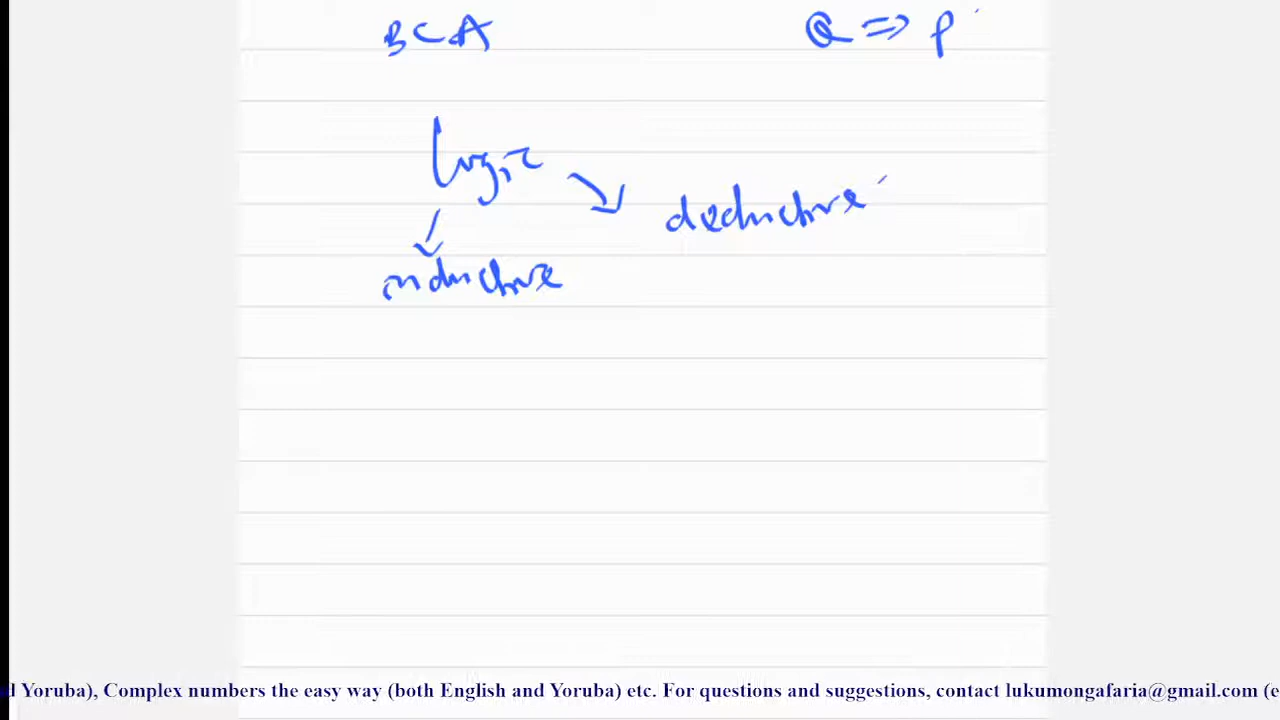 B ⊂ A
Q ⇒ P
Logic
deductive
inductive
d Yoruba), Complex numbers the easy way (both English and Yoruba) etc. For questions and suggestions, contact lukumongafaria@gmail.com (e